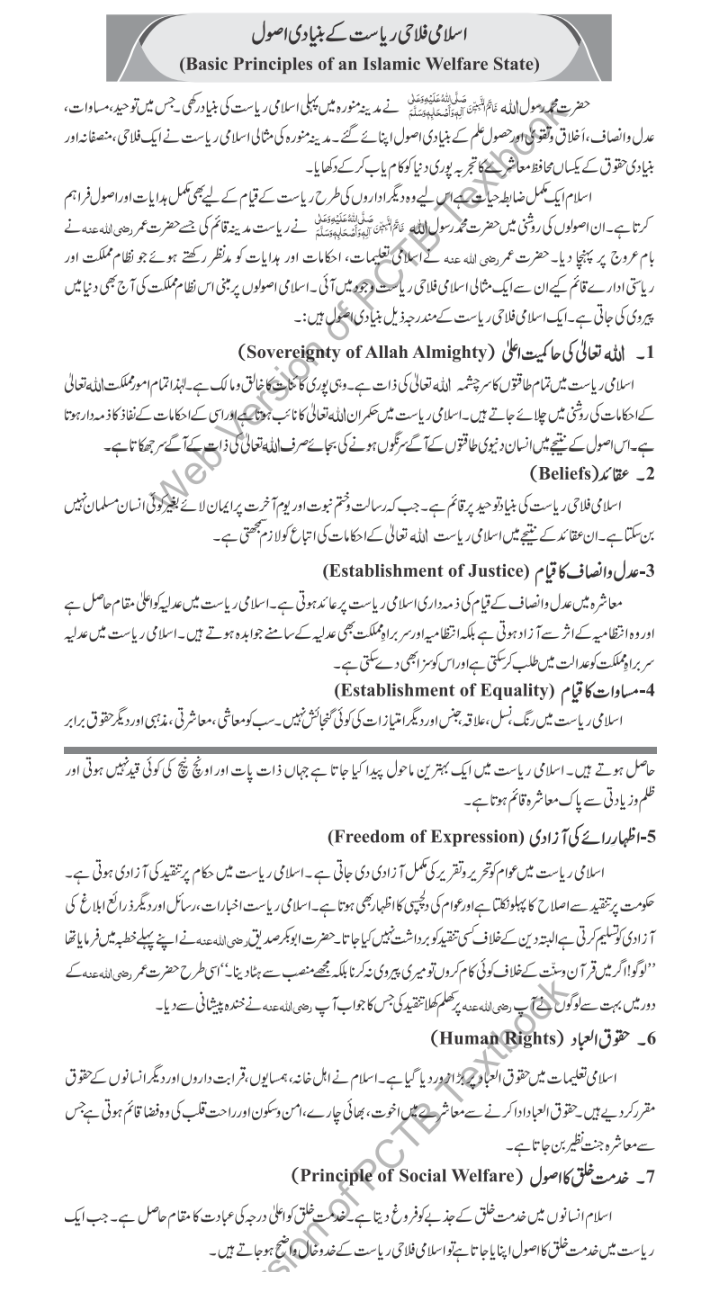 اسلامی فلاحی ریاست کے بنیادی اصول
(Basic Principles of an Islamic Welfare State)
حضرت محمد رسول اللہ خَاتَمُ النَّبِیّٖنَ صَلَّی اللہُ عَلَیْہِ وَعَلٰی آلِہٖ وَاَصْحَابِہٖ وَسَلَّمَ نے مدینہ منورہ میں پہلی اسلامی ریاست کی بنیاد رکھی۔ جس میں توحید، مساوات،
عدل و انصاف، اَخلاق و تقویٰ اور حصول علم کے بنیادی اصول اپنائے گئے۔ مدینہ منورہ کی مثالی اسلامی ریاست نے ایک فلاحی، منصفانہ اور
بنیادی حقوق کے یکساں محافظ معاشرے کا تجربہ پوری دنیا کو کام یاب کر کے دکھایا۔
اسلام ایک مکمل ضابطہ حیات ہے اس لیے وہ دیگر اداروں کی طرح ریاست کے قیام کے لیے بھی مکمل ہدایات اور اصول فراہم
کرتا ہے۔ ان اصولوں کی روشنی میں حضرت محمد رسول اللہ خَاتَمُ النَّبِیّٖنَ صَلَّی اللہُ عَلَیْہِ وَعَلٰی آلِہٖ وَاَصْحَابِہٖ وَسَلَّمَ نے ریاست مدینہ قائم کی جسے حضرت عمر رضی اللہ عنہ نے
بام عروج پر پہنچا دیا۔ حضرت عمر رضی اللہ عنہ نے اسلامی تعلیمات، احکامات اور ہدایات کو مدنظر رکھتے ہوئے جو نظام مملکت اور
ریاستی ادارے قائم کیے ان سے ایک مثالی اسلامی فلاحی ریاست وجود میں آئی۔ اسلامی اصولوں پر مبنی اس نظام مملکت کی آج بھی دنیا میں
پیروی کی جاتی ہے۔ ایک اسلامی فلاحی ریاست کے مندرجہ ذیل بنیادی اصول ہیں:۔
1۔ اللہ تعالیٰ کی حاکمیت اعلیٰ (Sovereignty of Allah Almighty)
اسلامی ریاست میں تمام طاقتوں کا سرچشمہ اللہ تعالیٰ کی ذات ہے۔ وہی پوری کائنات کا خالق و مالک ہے۔ لہٰذا تمام امور مملکت اللہ تعالیٰ
کے احکامات کی روشنی میں چلائے جاتے ہیں۔ اسلامی ریاست میں حکمران اللہ تعالیٰ کا نائب ہوتا ہے اور اسی کے احکامات کے نفاذ کا ذمہ دار ہوتا
ہے۔ اس اصول کے نتیجے میں انسان دنیوی طاقتوں کے آگے سرنگوں ہونے کی بجائے صرف اللہ تعالیٰ کی ذات کے آگے سر جھکاتا ہے۔
2۔ عقائد (Beliefs)
اسلامی فلاحی ریاست کی بنیاد توحید پر قائم ہے۔ جب کہ رسالت و ختم نبوت اور یوم آخرت پر ایمان لائے بغیر کوئی انسان مسلمان نہیں
بن سکتا ہے۔ ان عقائد کے نتیجے میں اسلامی ریاست اللہ تعالیٰ کے احکامات کی اتباع کو لازم سمجھتی ہے۔
3-عدل و انصاف کا قیام (Establishment of Justice)
معاشرہ میں عدل و انصاف کے قیام کی ذمہ داری اسلامی ریاست پر عائد ہوتی ہے۔ اسلامی ریاست میں عدلیہ کو اعلیٰ مقام حاصل ہے
اور وہ انتظامیہ کے اثر سے آزاد ہوتی ہے بلکہ انتظامیہ اور سربراہِ مملکت بھی عدلیہ کے سامنے جوابدہ ہوتے ہیں۔ اسلامی ریاست میں عدلیہ
سربراہِ مملکت کو عدالت میں طلب کر سکتی ہے اور اس کو سزا بھی دے سکتی ہے۔
4-مساوات کا قیام (Establishment of Equality)
اسلامی ریاست میں رنگ، نسل، علاقہ، جنس اور دیگر امتیازات کی کوئی گنجائش نہیں۔ سب کو معاشی، معاشرتی، مذہبی اور دیگر حقوق برابر
حاصل ہوتے ہیں۔ اسلامی ریاست میں ایک بہترین ماحول پیدا کیا جاتا ہے جہاں ذات پات اور اونچ نیچ کی کوئی قید نہیں ہوتی اور
ظلم و زیادتی سے پاک معاشرہ قائم ہوتا ہے۔
5-اظہار رائے کی آزادی (Freedom of Expression)
اسلامی ریاست میں عوام کو تحریر و تقریر کی مکمل آزادی دی جاتی ہے۔ اسلامی ریاست میں حکام پر تنقید کی آزادی ہوتی ہے۔
حکومت پر تنقید سے اصلاح کا پہلو نکلتا ہے اور عوام کی دلچسپی کا اظہار بھی ہوتا ہے۔ اسلامی ریاست اخبارات، رسائل اور دیگر ذرائع ابلاغ کی
آزادی کو تسلیم کرتی ہے البتہ دین کے خلاف کسی تنقید کو برداشت نہیں کیا جاتا۔ حضرت ابوبکر صدیق رضی اللہ عنہ نے اپنے پہلے خطبہ میں فرمایا تھا
”لوگو! اگر میں قرآن و سنّت کے خلاف کوئی کام کروں تو میری پیروی نہ کرنا بلکہ مجھے منصب سے ہٹا دینا۔“ اسی طرح حضرت عمر رضی اللہ عنہ کے
دور میں بہت سے لوگوں نے آپ رضی اللہ عنہ پر کھلم کھلا تنقید کی جس کا جواب آپ رضی اللہ عنہ نے خندہ پیشانی سے دیا۔
6۔ حقوق العباد (Human Rights)
اسلامی تعلیمات میں حقوق العباد پر بڑا زور دیا گیا ہے۔ اسلام نے اہل خانہ، ہمسایوں، قرابت داروں اور دیگر انسانوں کے حقوق
مقرر کر دیے ہیں۔ حقوق العباد ادا کرنے سے معاشرے میں اخوت، بھائی چارے، امن و سکون اور راحت قلب کی وہ فضا قائم ہوتی ہے جس
سے معاشرہ جنت نظیر بن جاتا ہے۔
7۔ خدمت خلق کا اصول (Principle of Social Welfare)
اسلام انسانوں میں خدمت خلق کے جذبے کو فروغ دیتا ہے۔ خدمت خلق کو اعلیٰ درجہ کی عبادت کا مقام حاصل ہے۔ جب ایک
ریاست میں خدمت خلق کا اصول اپنایا جاتا ہے تو اسلامی فلاحی ریاست کے خدوخال واضح ہو جاتے ہیں۔
Web Version of PCTB Textbook
sion of PCTB Textbook